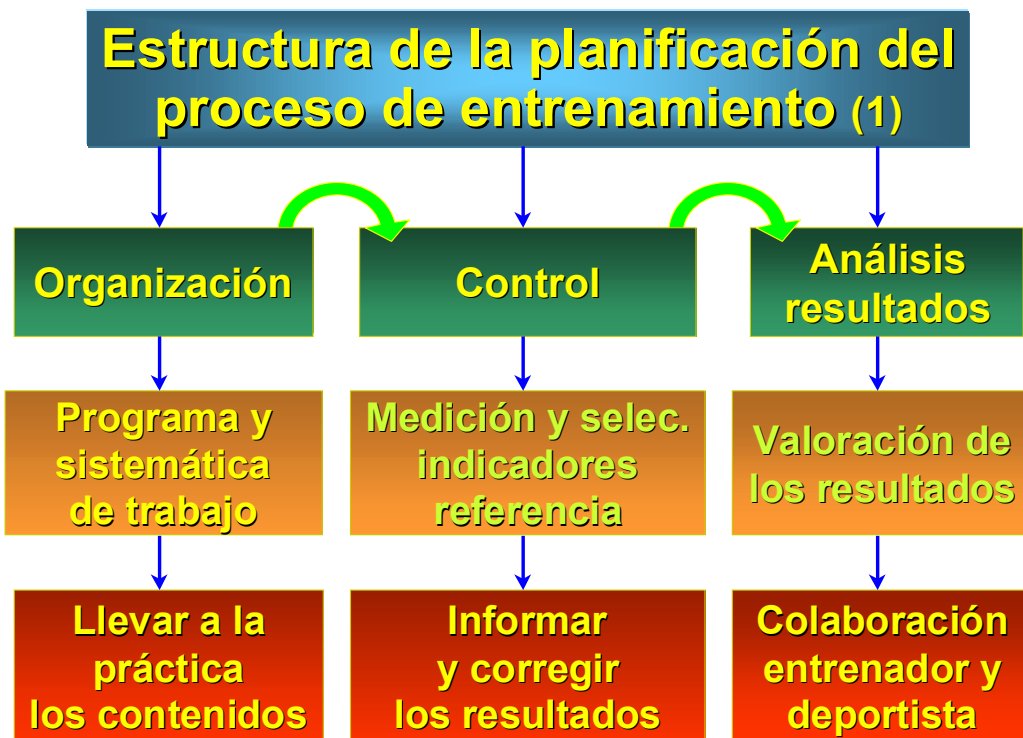 Estructura de la planificación del
proceso de entrenamiento (1)
Organización
Control
Análisis
resultados
Programa y
sistemática
de trabajo
Medición y selec.
indicadores
referencia
Valoración de
los resultados
Llevar a la
práctica
los contenidos
Informar
y corregir
los resultados
Colaboración
entrenador y
deportista